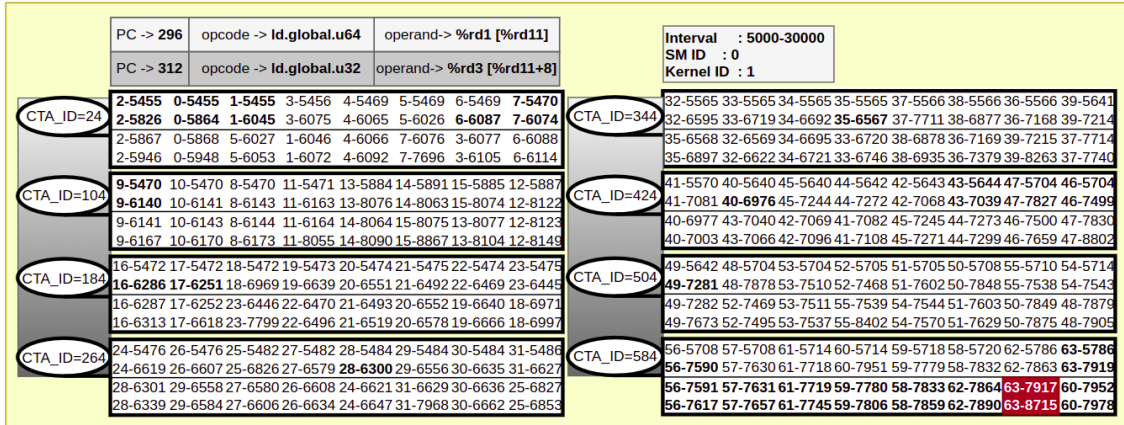 PC -> 296 opcode -> ld.global.u64 operand-> %rd1 [%rd11]
PC -> 312 opcode -> ld.global.u32 operand-> %rd3 [%rd11+8]
Interval : 5000-30000
SM ID : 0
Kernel ID : 1
CTA_ID=24
2-5455 0-5455 1-5455 3-5456 4-5469 5-5469 6-5469 7-5470
2-5826 0-5864 1-6045 3-6075 4-6065 5-6026 6-6087 7-6074
2-5867 0-5868 5-6027 1-6046 4-6066 7-6076 3-6077 6-6088
2-5946 0-5948 5-6053 1-6072 4-6092 7-7696 3-6105 6-6114
CTA_ID=104
9-5470 10-5470 8-5470 11-5471 13-5884 14-5891 15-5885 12-5887
9-6140 10-6141 8-6143 11-6163 13-8076 14-8063 15-8074 12-8122
9-6141 10-6143 8-6144 11-6164 14-8064 15-8075 13-8077 12-8123
9-6167 10-6170 8-6173 11-8055 14-8090 15-8867 13-8104 12-8149
CTA_ID=184
16-5472 17-5472 18-5472 19-5473 20-5474 21-5475 22-5474 23-5475
16-6286 17-6251 18-6969 19-6639 20-6551 21-6492 22-6469 23-6445
16-6287 17-6252 23-6446 22-6470 21-6493 20-6552 19-6640 18-6971
16-6313 17-6618 23-7799 22-6496 21-6519 20-6578 19-6666 18-6997
CTA_ID=264
24-5476 26-5476 25-5482 27-5482 28-5484 29-5484 30-5484 31-5486
24-6619 26-6607 25-6826 27-6579 28-6300 29-6556 30-6635 31-6627
28-6301 29-6558 27-6580 26-6608 24-6621 31-6629 30-6636 25-6827
28-6339 29-6584 27-6606 26-6634 24-6647 31-7968 30-6662 25-6853
CTA_ID=344
32-5565 33-5565 34-5565 35-5565 37-5566 38-5566 36-5566 39-5641
32-6595 33-6719 34-6692 35-6567 37-7711 38-6877 36-7168 39-7214
35-6568 32-6569 34-6695 33-6720 38-6878 36-7169 39-7215 37-7714
35-6897 32-6622 34-6721 33-6746 38-6935 36-7379 39-8263 37-7740
CTA_ID=424
41-5570 40-5640 45-5640 44-5642 42-5643 43-5644 47-5704 46-5704
41-7081 40-6976 45-7244 44-7272 42-7068 43-7039 47-7827 46-7499
40-6977 43-7040 42-7069 41-7082 45-7245 44-7273 46-7500 47-7830
40-7003 43-7066 42-7096 41-7108 45-7271 44-7299 46-7659 47-8802
CTA_ID=504
49-5642 48-5704 53-5704 52-5705 51-5705 50-5708 55-5710 54-5714
49-7281 48-7878 53-7510 52-7468 51-7602 50-7848 55-7538 54-7543
49-7282 52-7469 53-7511 55-7539 54-7544 51-7603 50-7849 48-7879
49-7673 52-7495 53-7537 55-8402 54-7570 51-7629 50-7875 48-7905
CTA_ID=584
56-5708 57-5708 61-5714 60-5714 59-5718 58-5720 62-5786 63-5786
56-7590 57-7630 61-7718 60-7951 59-7779 58-7832 62-7863 63-7919
56-7591 57-7631 61-7719 59-7780 58-7833 62-7864 63-7917 60-7952
56-7617 57-7657 61-7745 59-7806 58-7859 62-7890 63-8715 60-7978